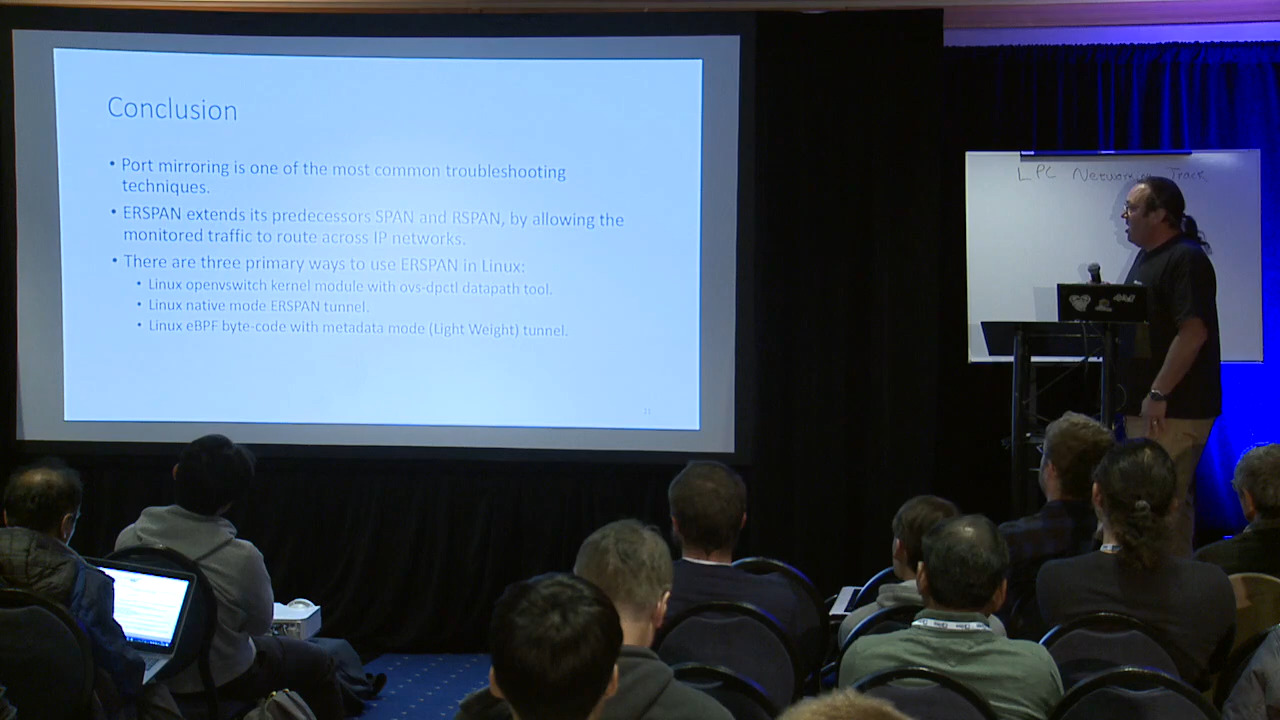 Conclusion
• Port mirroring is one of the most common troubleshooting
techniques.
• ERSPAN extends its predecessors SPAN and RSPAN, by allowing the
monitored traffic to route across IP networks.
• There are three primary ways to use ERSPAN in Linux:
• Linux openvswitch kernel module with ovs-dpctl datapath tool.
• Linux native mode ERSPAN tunnel.
• Linux eBPF byte-code with metadata mode (Light Weight) tunnel.
21
LPC Networking Track